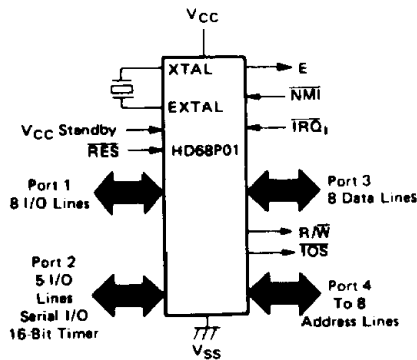 VCC
XTAL
E
EXTAL
NMI
VCC Standby
IRQ1
RES
HD68P01
Port 1
8 I/O Lines
Port 3
8 Data Lines
R/W
IOS
Port 2
5 I/O
Lines
Serial I/O
16-Bit Timer
Port 4
To 8
Address Lines
VSS